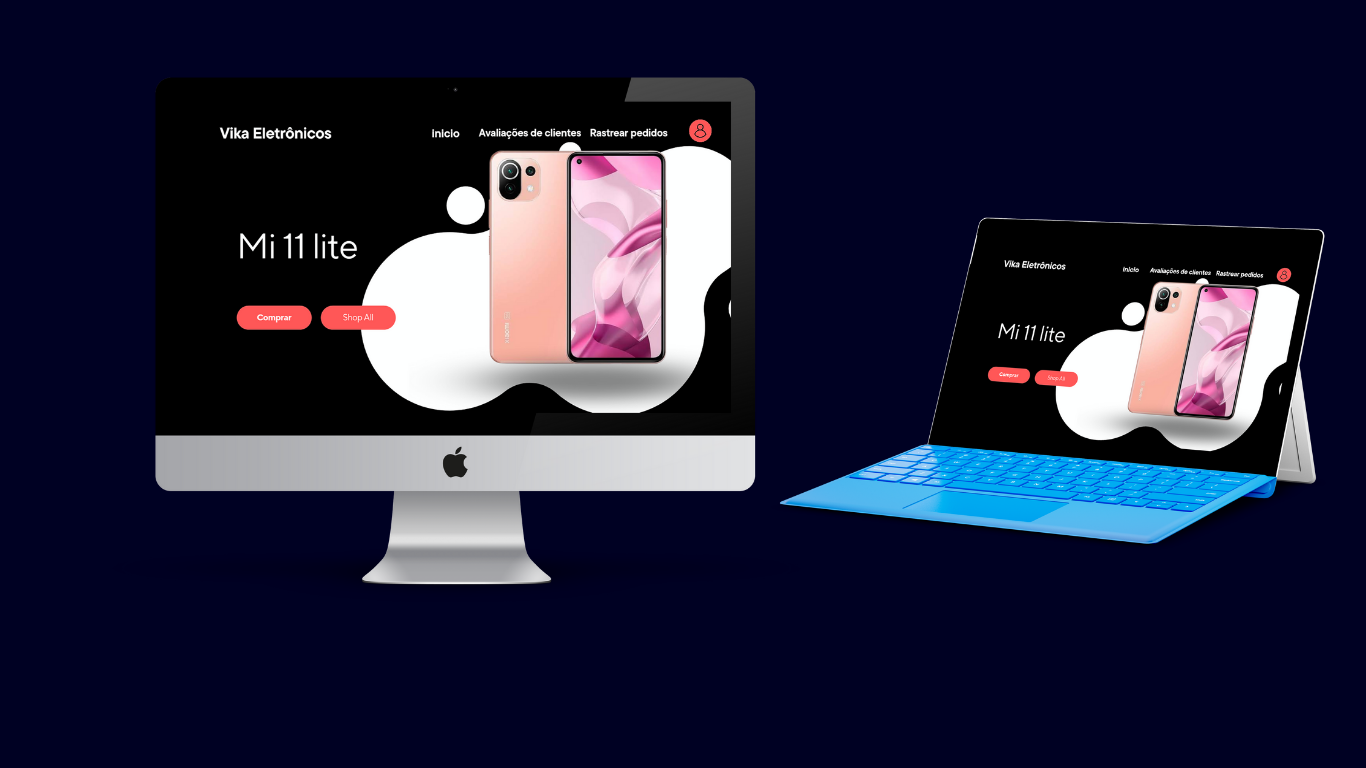 Vika Eletrônicos
Inicio
Avaliações de clientes
Rastrear pedidos
Mi 11 lite
Comprar
Shop All
Vika Eletrônicos
Inicio
Avaliações de clientes
Rastrear pedidos
Mi 11 lite
Comprar
Shop All